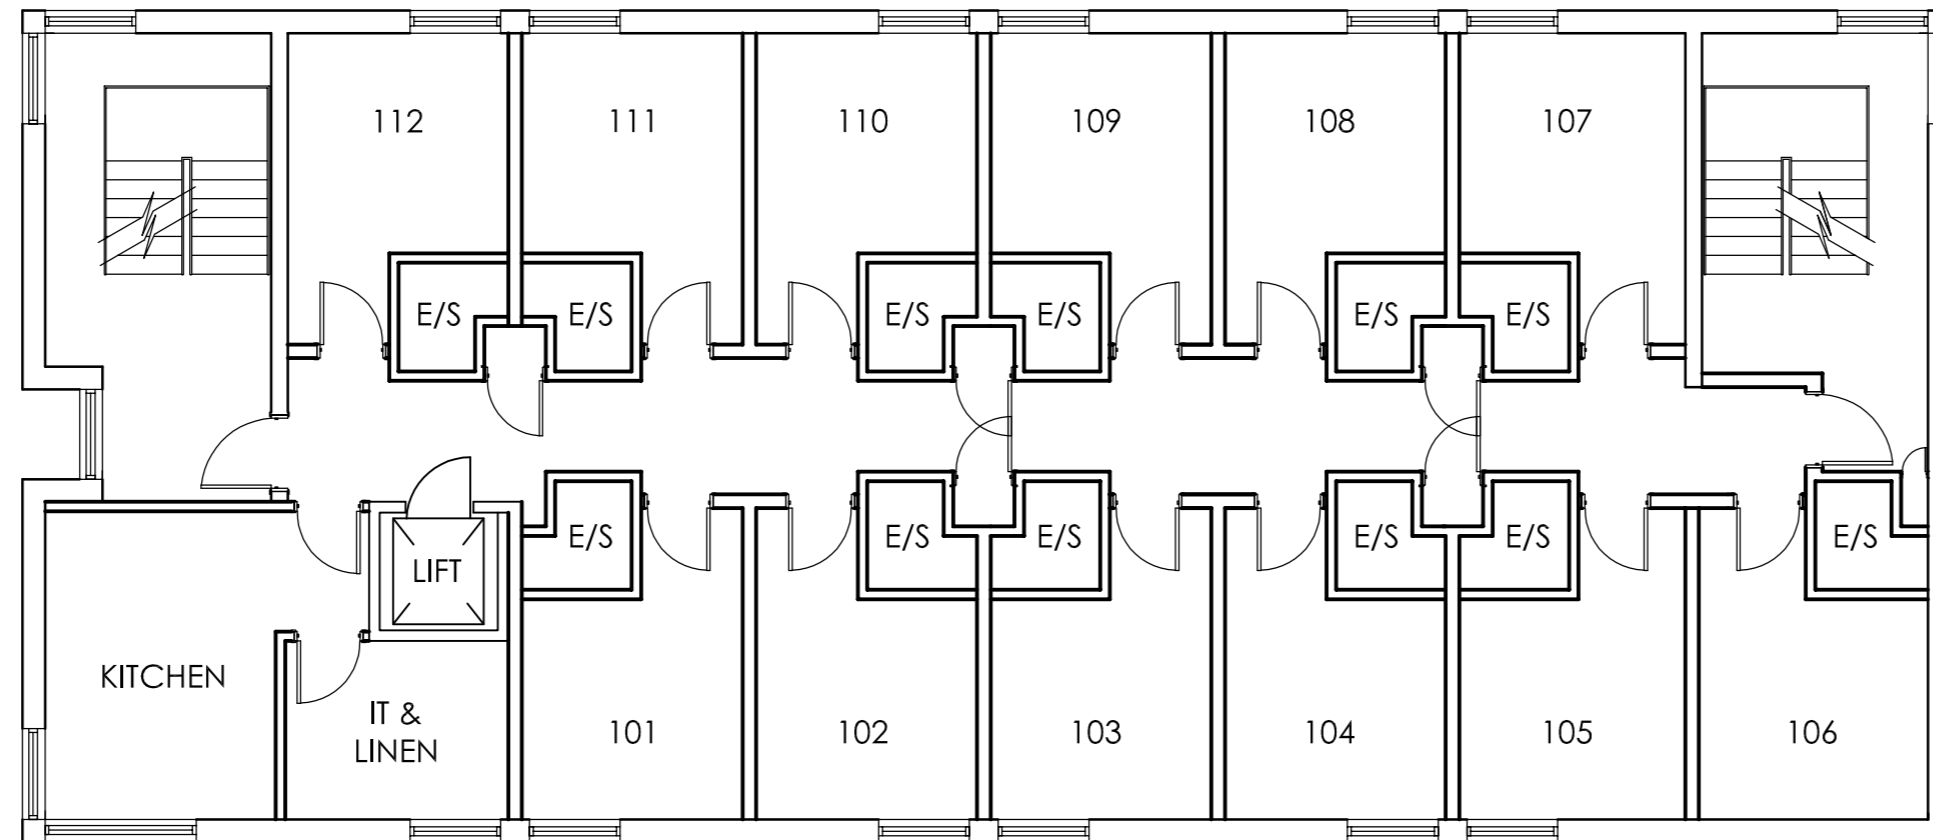 112
111
110
109
108
107
E/S
E/S
E/S
E/S
E/S
E/S
E/S
E/S
E/S
E/S
E/S
E/S
LIFT
KITCHEN
IT &
LINEN
101
102
103
104
105
106